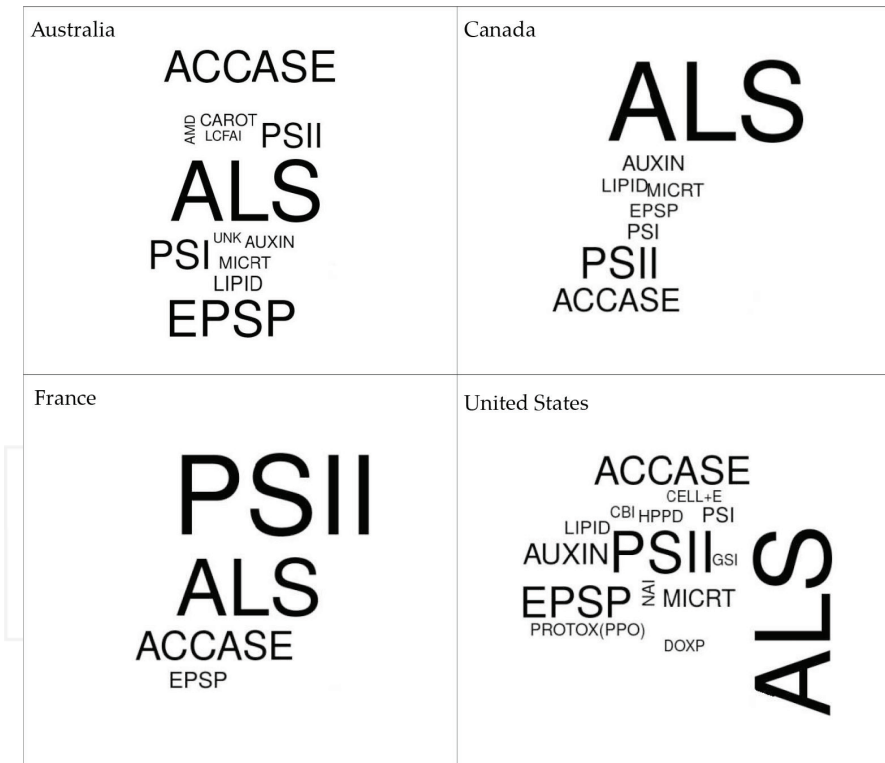 Australia
ACCASE
AMD
CAROT
LCFAI
PSII
ALS
PSI
UNK
AUXIN
MICRT
LIPID
EPSP
Canada
ALS
AUXIN
LIPID
MICRT
EPSP
PSI
PSII
ACCASE
France
PSII
ALS
ACCASE
EPSP
United States
ACCASE
CELL+E
CBI
HPPD
PSI
LIPID
AUXIN
PSII
GSI
ALS
EPSP
NAI
MICRT
PROTOX(PPO)
DOXP